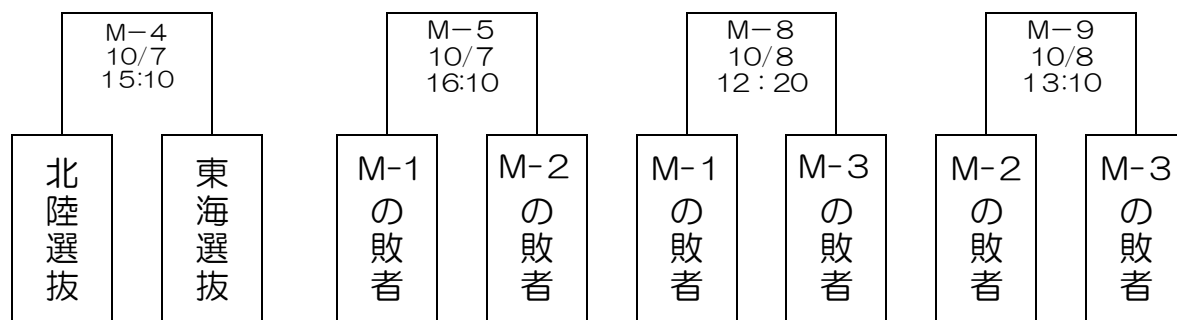 M－4
10/7
15:10
M－5
10/7
16:10
M－8
10/8
12：20
M－9
10/8
13:10
北陸選抜
東海選抜
M-1の敗者
M-2の敗者
M-1の敗者
M-3の敗者
M-2の敗者
M-3の敗者